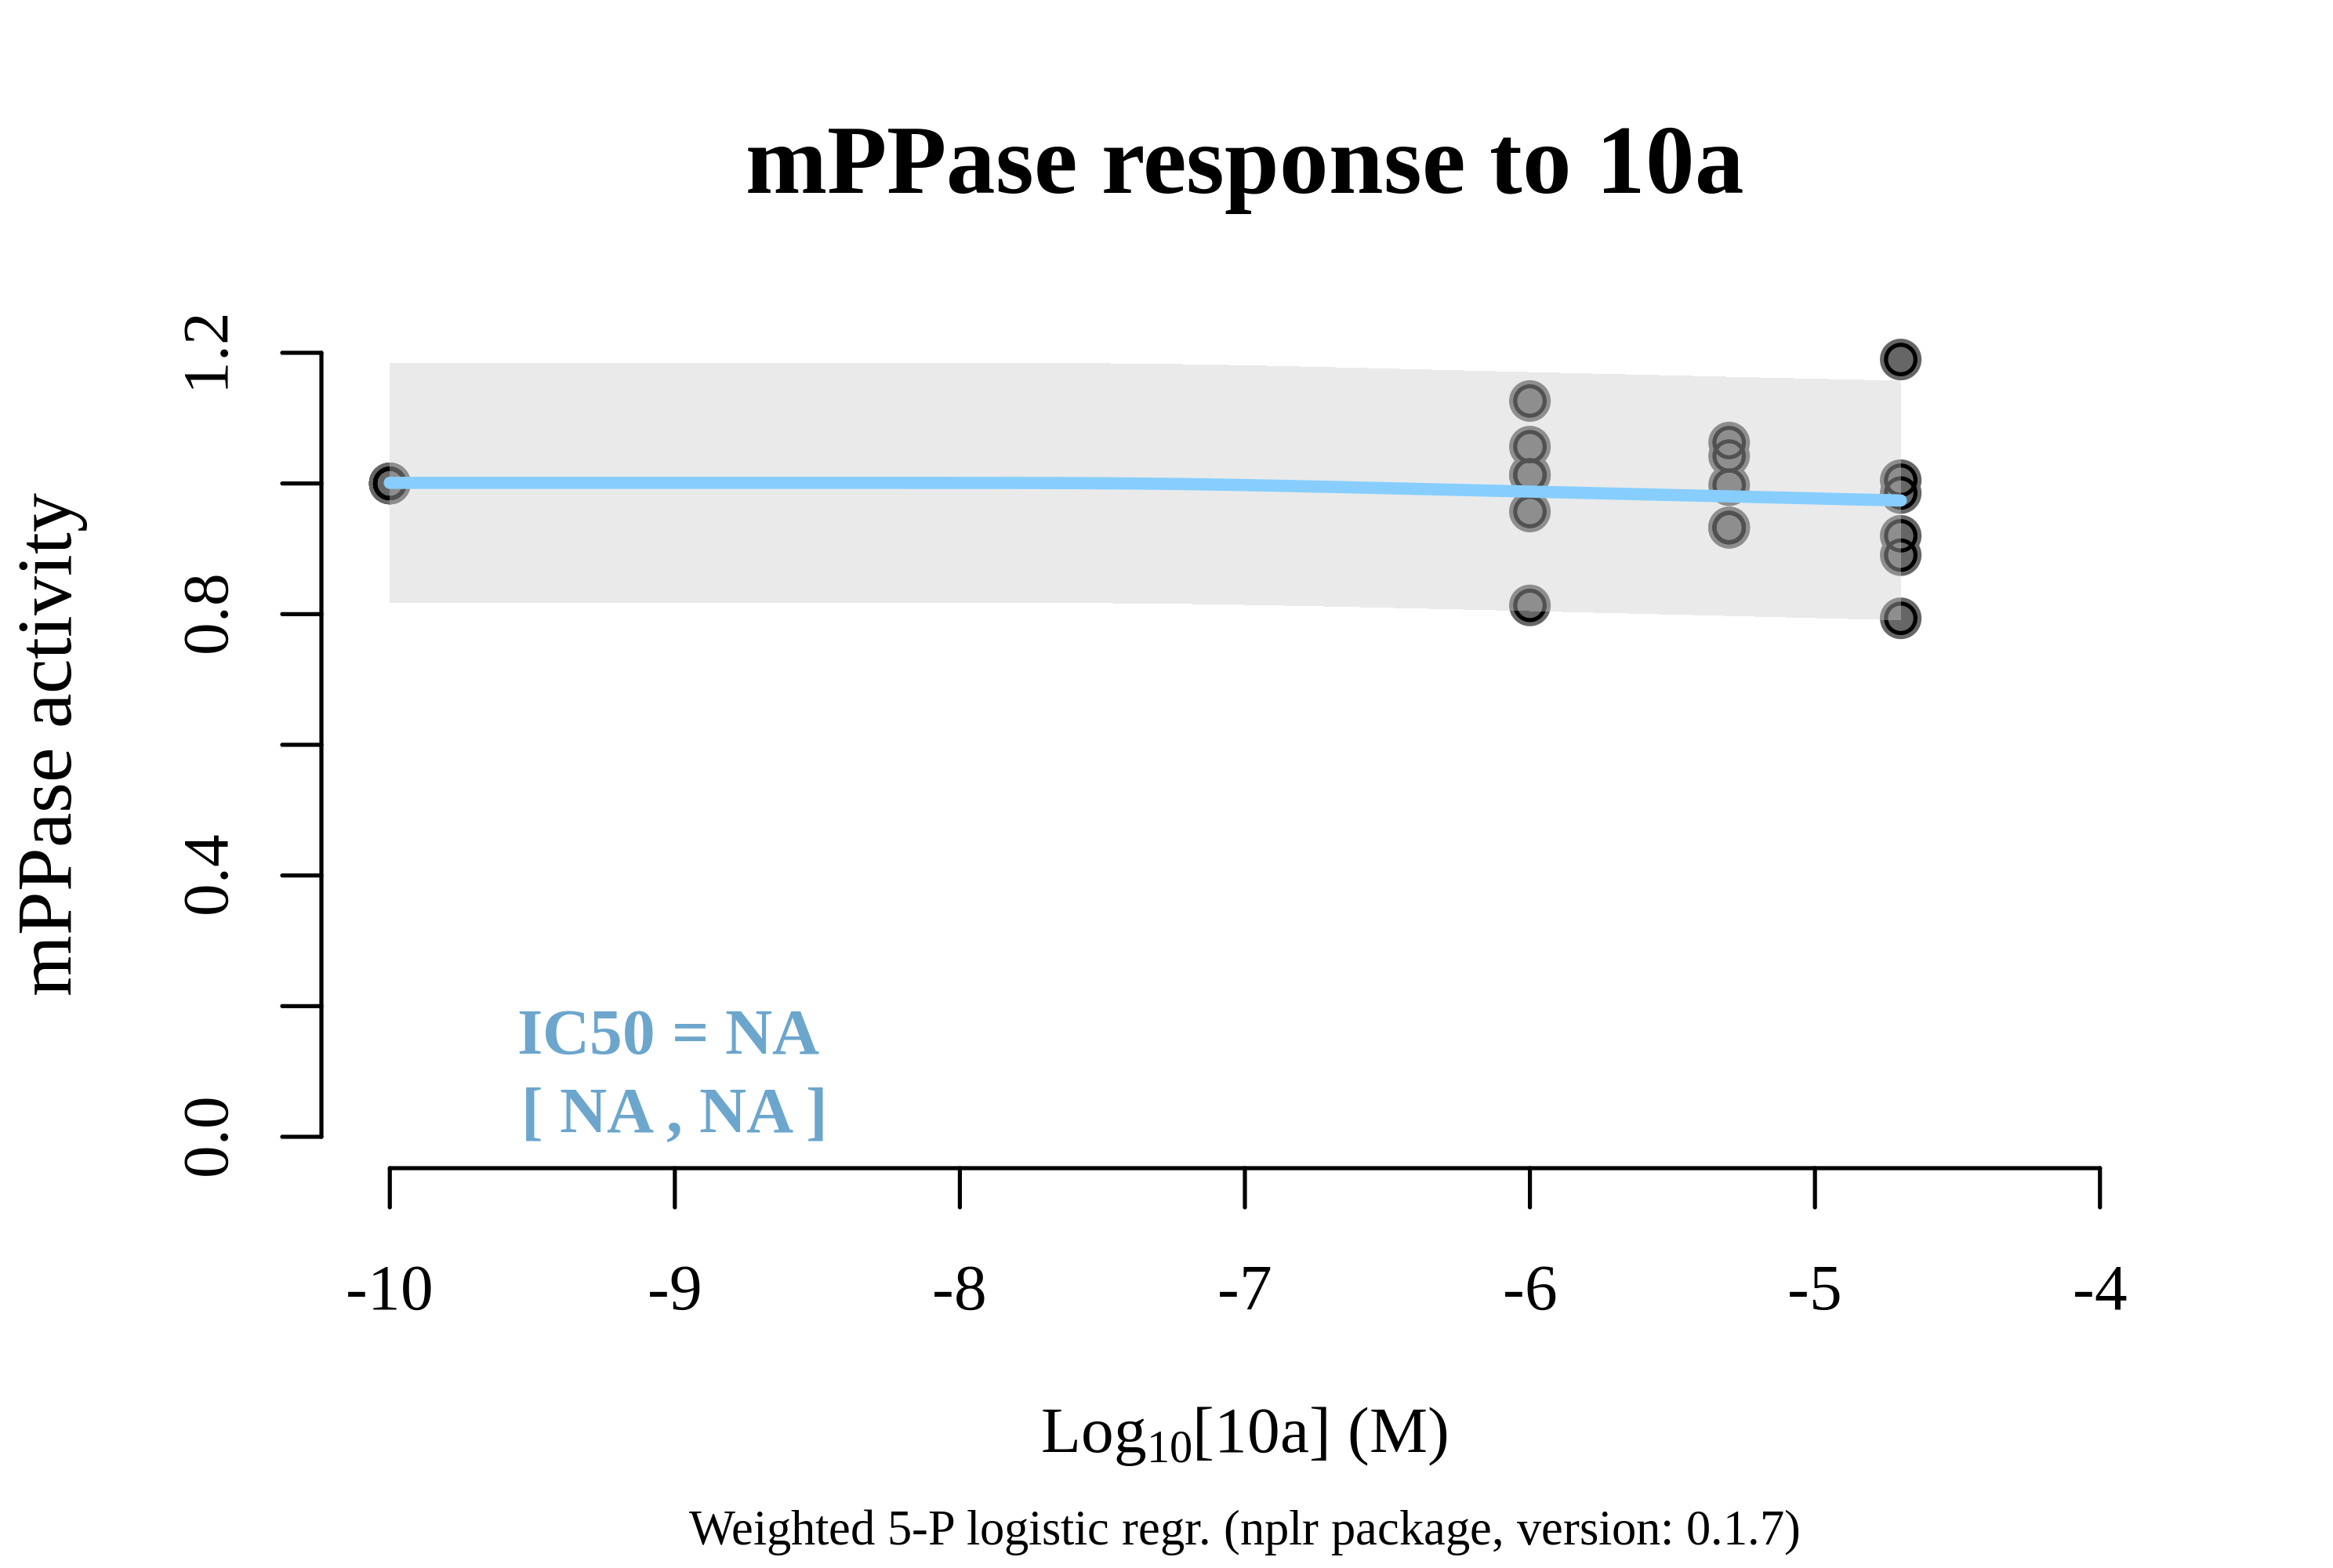 mPPase response to 10a
mPPase activity
1.2
0.8
0.4
0.0
IC50 = NA
[ NA , NA ]
-10 -9 -8 -7 -6 -5 -4
Log10[10a] (M)
Weighted 5-P logistic regr. (nplr package, version: 0.1.7)